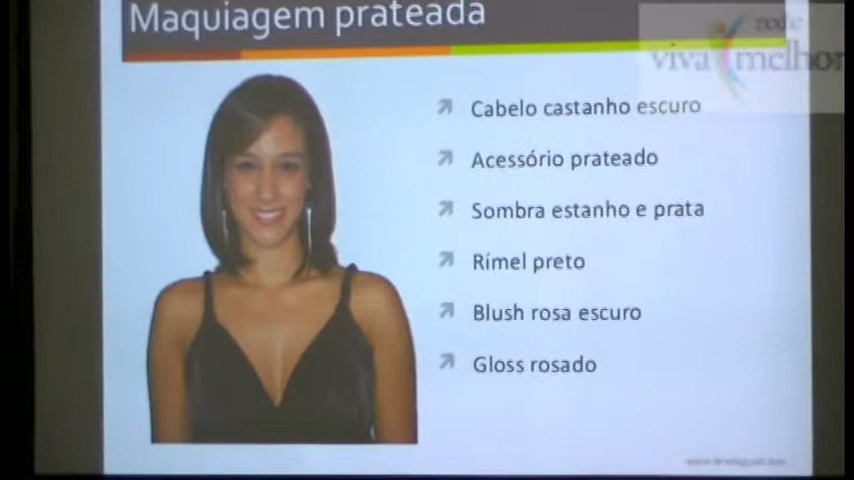 Maquiagem prateada
rede
viva melhor
Cabelo castanho escuro
Acessório prateado
Sombra estanho e prata
Rímel preto
Blush rosa escuro
Gloss rosado